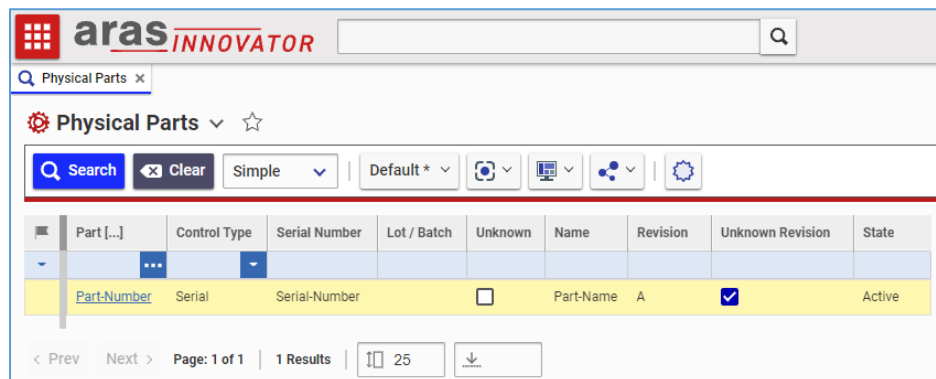 aras INNOVATOR
Physical Parts ×
Physical Parts
Search Clear Simple Default *
Part [...] Control Type Serial Number Lot / Batch Unknown Name Revision Unknown Revision State
...
Part-Number Serial Serial-Number Part-Name A Active
< Prev Next > Page: 1 of 1 1 Results 25